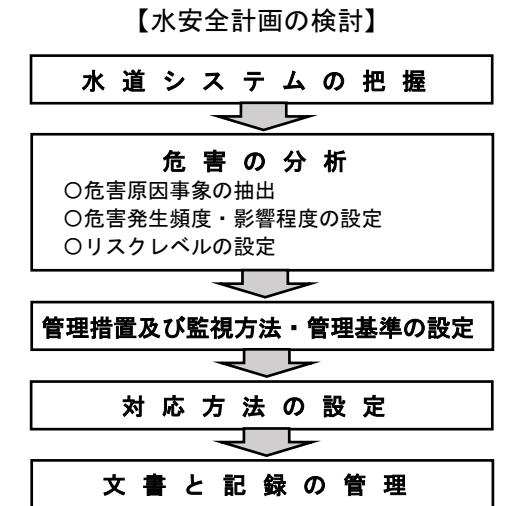 【水安全計画の検討】
水道システムの把握
危害の分析
○危害原因事象の抽出
○危害発生頻度・影響程度の設定
○リスクレベルの設定
管理措置及び監視方法・管理基準の設定
対応方法の設定
文書と記録の管理